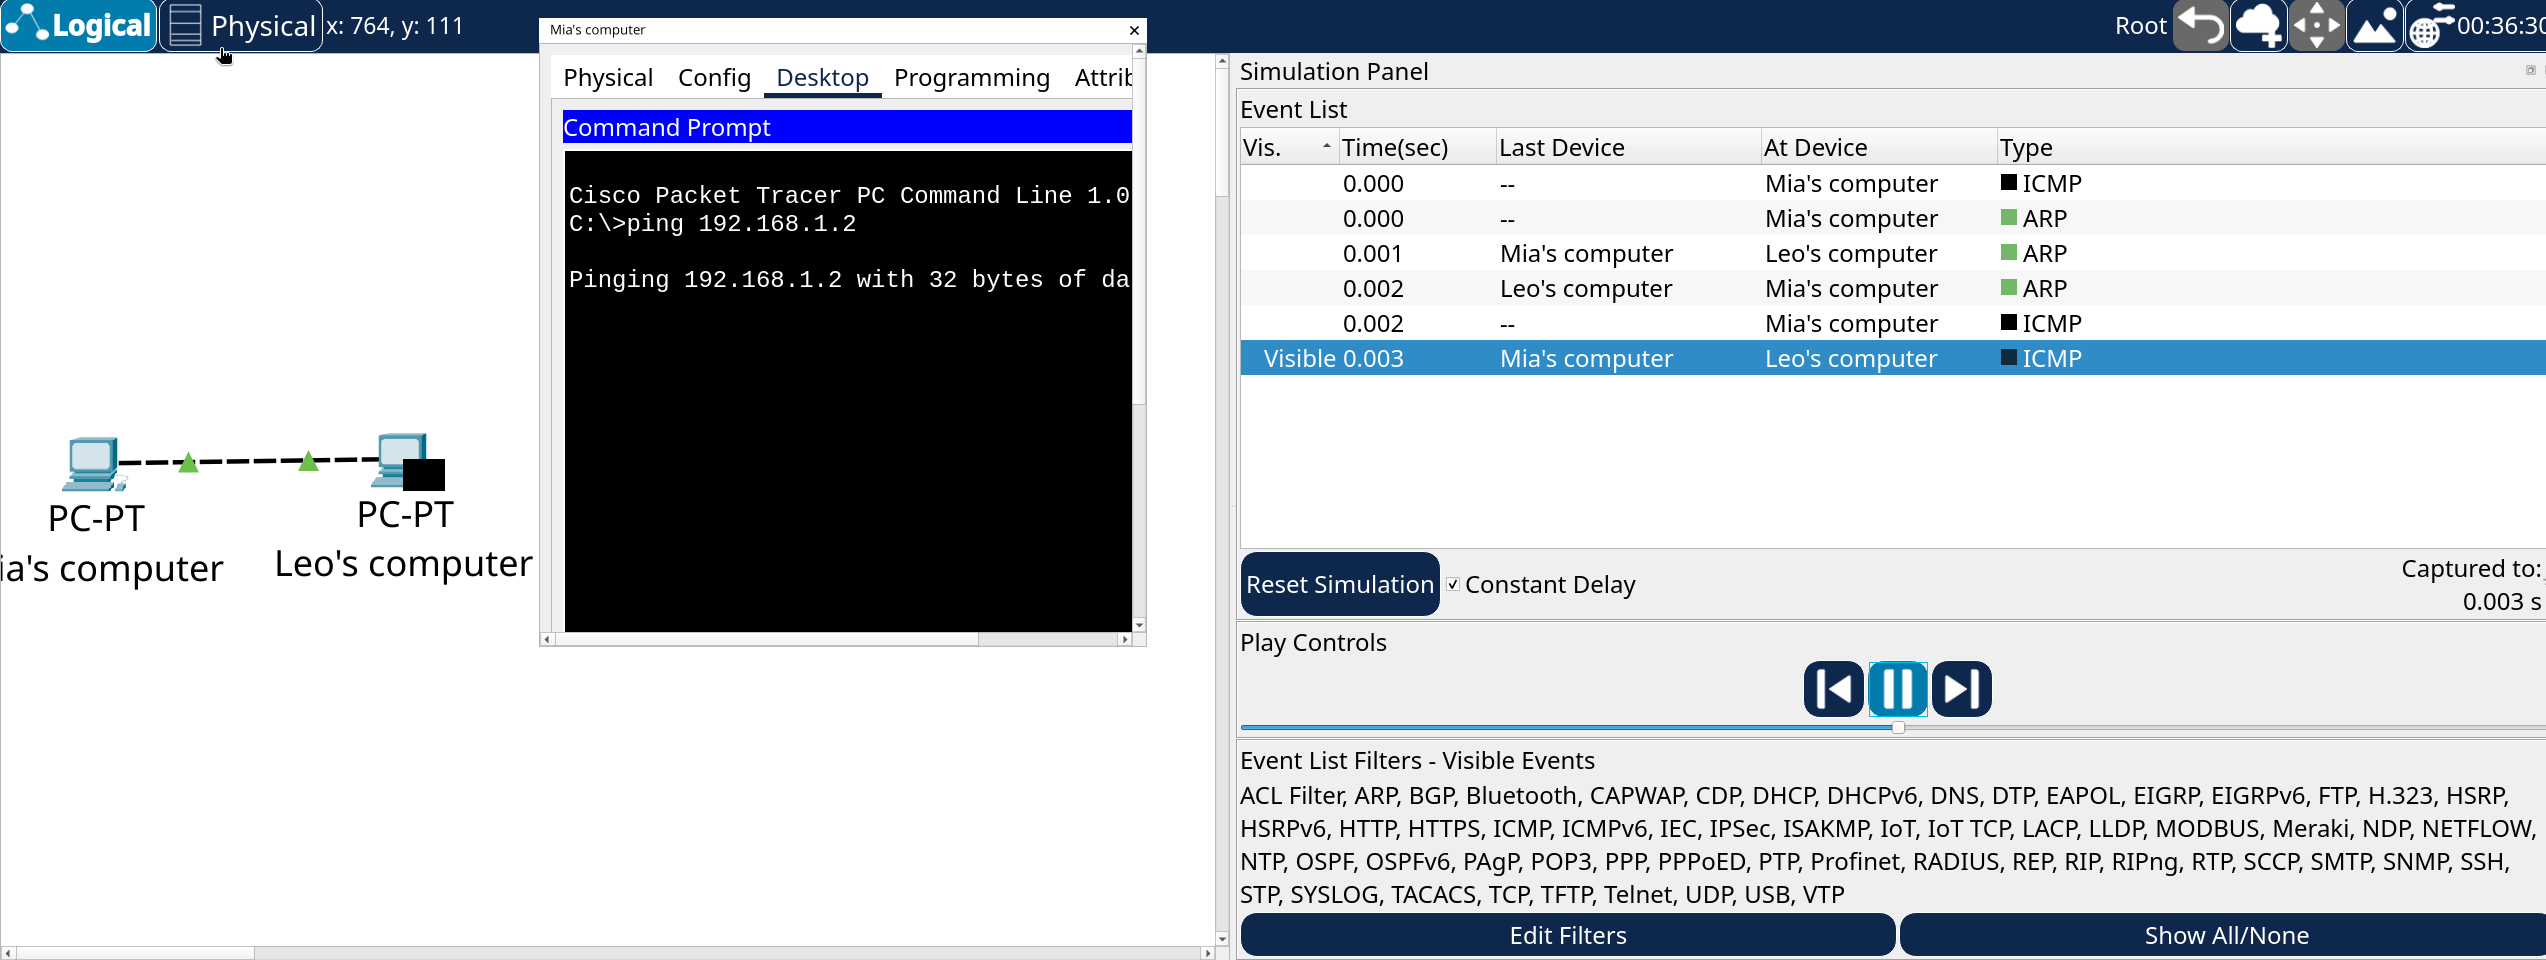 Logical Physical x: 764, y: 111 Root 00:36:30
Mia's computer
Physical Config Desktop Programming Attrib
Command Prompt
Cisco Packet Tracer PC Command Line 1.0
C:\>ping 192.168.1.2
Pinging 192.168.1.2 with 32 bytes of da
PC-PT
ia's computer
PC-PT
Leo's computer
Simulation Panel
Event List
Vis. Time(sec) Last Device At Device Type
0.000 -- Mia's computer ICMP
0.000 -- Mia's computer ARP
0.001 Mia's computer Leo's computer ARP
0.002 Leo's computer Mia's computer ARP
0.002 -- Mia's computer ICMP
Visible 0.003 Mia's computer Leo's computer ICMP
Reset Simulation Constant Delay Captured to:
0.003 s
Play Controls
Event List Filters - Visible Events
ACL Filter, ARP, BGP, Bluetooth, CAPWAP, CDP, DHCP, DHCPv6, DNS, DTP, EAPOL, EIGRP, EIGRPv6, FTP, H.323, HSRP,
HSRPv6, HTTP, HTTPS, ICMP, ICMPv6, IEC, IPSec, ISAKMP, IoT, IoT TCP, LACP, LLDP, MODBUS, Meraki, NDP, NETFLOW,
NTP, OSPF, OSPFv6, PAgP, POP3, PPP, PPPoED, PTP, Profinet, RADIUS, REP, RIP, RIPng, RTP, SCCP, SMTP, SNMP, SSH,
STP, SYSLOG, TACACS, TCP, TFTP, Telnet, UDP, USB, VTP
Edit Filters Show All/None